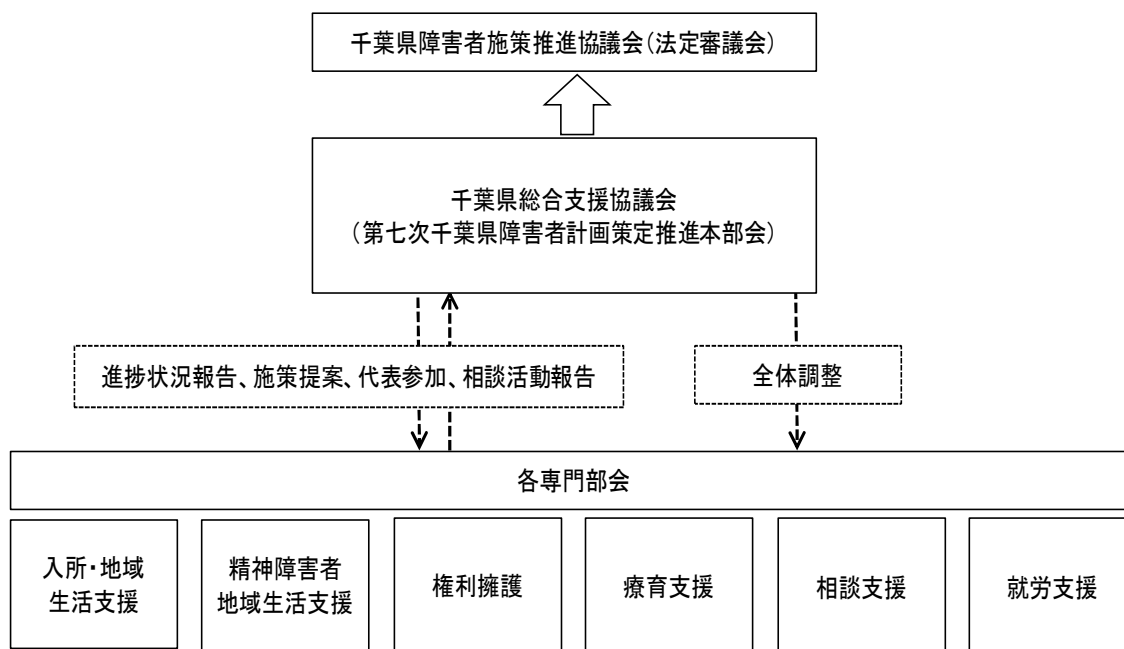 千葉県障害者施策推進協議会(法定審議会)
千葉県総合支援協議会
(第七次千葉県障害者計画策定推進本部会)
進捗状況報告、施策提案、代表参加、相談活動報告
全体調整
各専門部会
入所・地域
生活支援
精神障害者
地域生活支援
権利擁護
療育支援
相談支援
就労支援